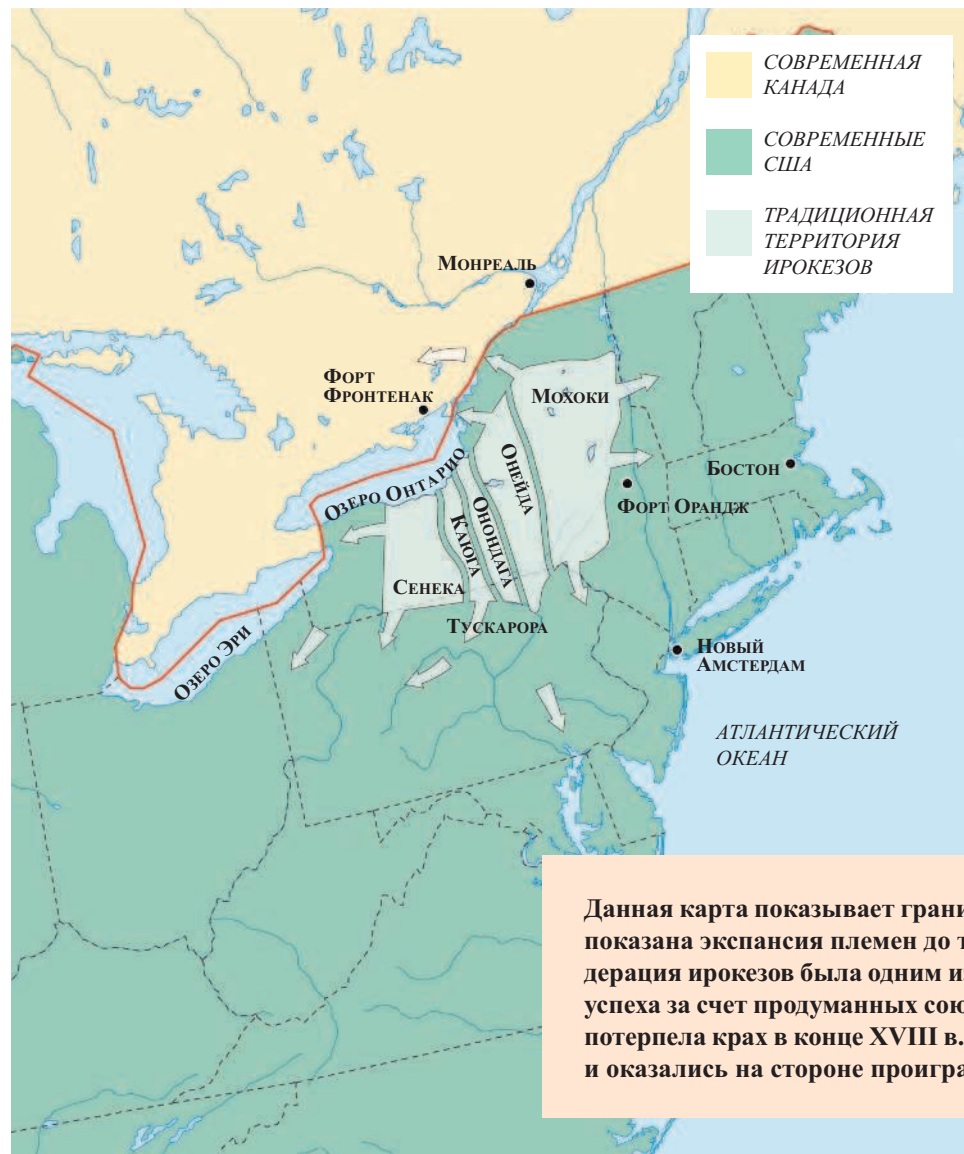 СОВРЕМЕННАЯ
КАНАДА
СОВРЕМЕННЫЕ
США
ТРАДИЦИОННАЯ
ТЕРРИТОРИЯ
ИРОКЕЗОВ
МОНРЕАЛЬ
ФОРТ
ФРОНТЕНАК
МОХОКИ
ОЗЕРО ОНТАРИО
ОНЕЙДА
БОСТОН
ФОРТ ОРАНДЖ
ОНОНДАГА
КАЮГА
СЕНЕКА
ТУСКАРОРА
ОЗЕРО ЭРИ
НОВЫЙ
АМСТЕРДАМ
АТЛАНТИЧЕСКИЙ
ОКЕАН
Данная карта показывает грани
показана экспансия племен до т
дерация ирокезов была одним и
успеха за счет продуманных сою
потерпела крах в конце XVIII в.
и оказались на стороне проигра